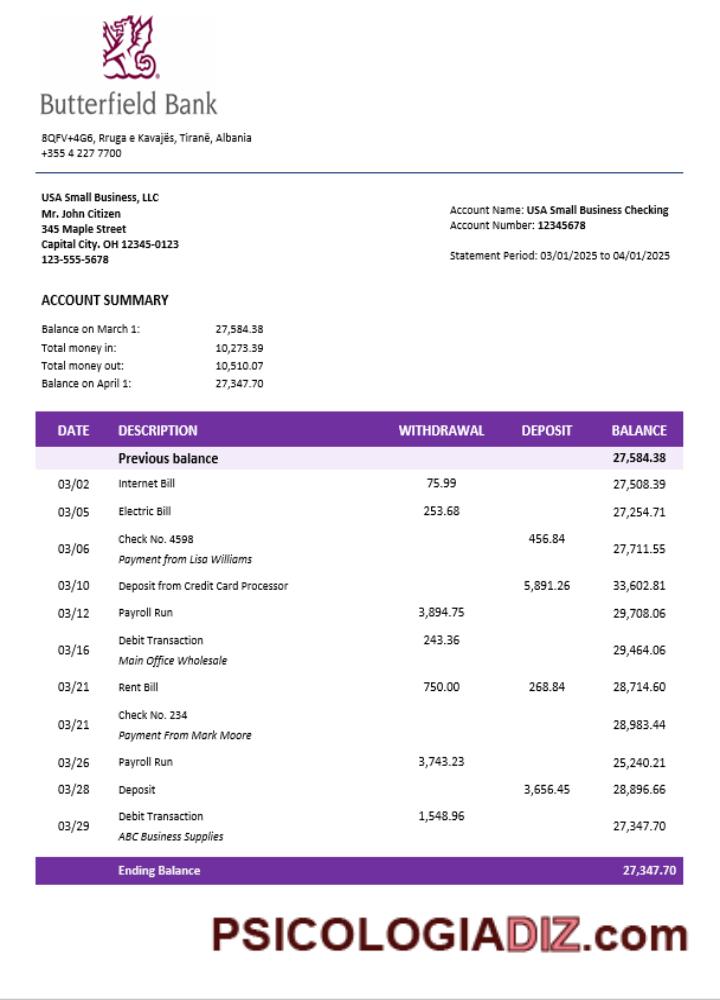 Butterfield Bank
8QFV+4G6, Rruga e Kavajës, Tiranë, Albania
+355 4 227 7700
USA Small Business, LLC
Mr. John Citizen
345 Maple Street
Capital City. OH 12345-0123
123-555-5678
Account Name: USA Small Business Checking
Account Number: 12345678
Statement Period: 03/01/2025 to 04/01/2025
ACCOUNT SUMMARY
Balance on March 1: 27,584.38
Total money in: 10,273.39
Total money out: 10,510.07
Balance on April 1: 27,347.70
DATE DESCRIPTION WITHDRAWAL DEPOSIT BALANCE
Previous balance 27,584.38
03/02 Internet Bill 75.99 27,508.39
03/05 Electric Bill 253.68 27,254.71
03/06 Check No. 4598 456.84 27,711.55
Payment from Lisa Williams
03/10 Deposit from Credit Card Processor 5,891.26 33,602.81
03/12 Payroll Run 3,894.75 29,708.06
03/16 Debit Transaction 243.36 29,464.06
Main Office Wholesale
03/21 Rent Bill 750.00 268.84 28,714.60
03/21 Check No. 234 28,983.44
Payment From Mark Moore
03/26 Payroll Run 3,743.23 25,240.21
03/28 Deposit 3,656.45 28,896.66
03/29 Debit Transaction 1,548.96 27,347.70
ABC Business Supplies
Ending Balance 27,347.70
PSICOLOGIADIZ.com